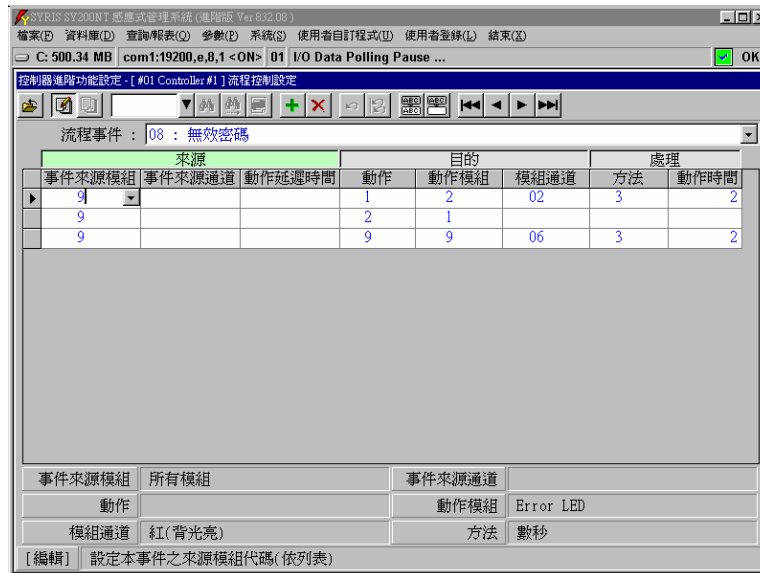 SYRIS SY200NT 感應式管理系統 (進階版 Ver 832.08 )
檔案(F) 資料庫(D) 查詢/報表(Q) 參數(P) 系統(S) 使用者自訂程式(U) 使用者登錄(L) 結束(X)
C: 500.34 MB com1:19200,e,8,1 <ON> 01 I/O Data Polling Pause ... OK
控制器進階功能設定 - [ #01 Controller #1 ] 流程控制設定
流程事件 : 08 : 無效密碼
來源 目的 處理
事件來源模組 事件來源通道 動作延遲時間 動作 動作模組 模組通道 方法 動作時間
9 1 2 02 3 2
9 2 1
9 9 9 06 3 2
事件來源模組 所有模組 事件來源通道
動作 動作模組 Error LED
模組通道 紅(背光亮) 方法 數秒
[編輯] 設定本事件之來源模組代碼(依列表)